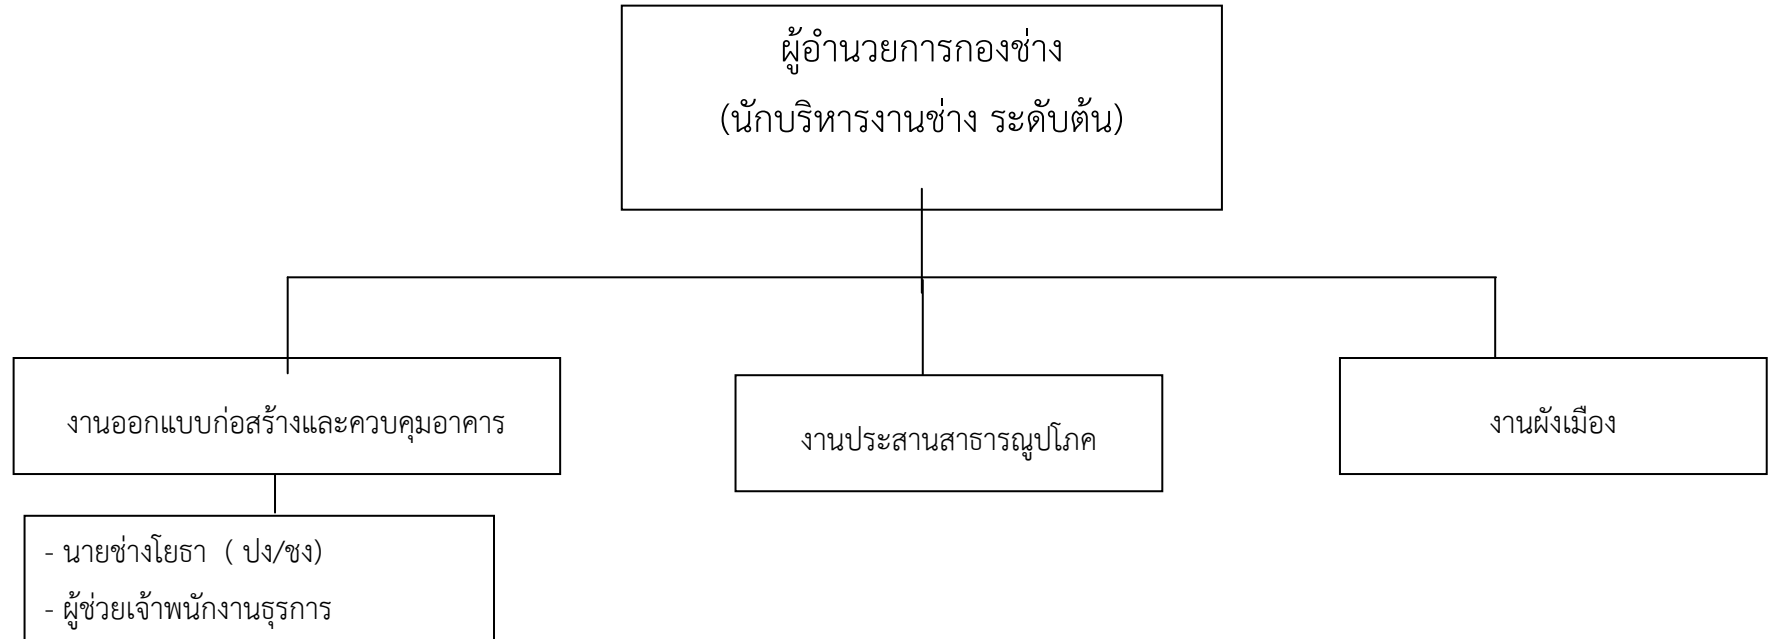 ผู้อำนวยการกองช่าง
(นักบริหารงานช่าง ระดับต้น)
งานออกแบบก่อสร้างและควบคุมอาคาร
งานประสานสาธารณูปโภค
งานผังเมือง
- นายช่างโยธา ( ปง/ชง)
- ผู้ช่วยเจ้าพนักงานธุรการ